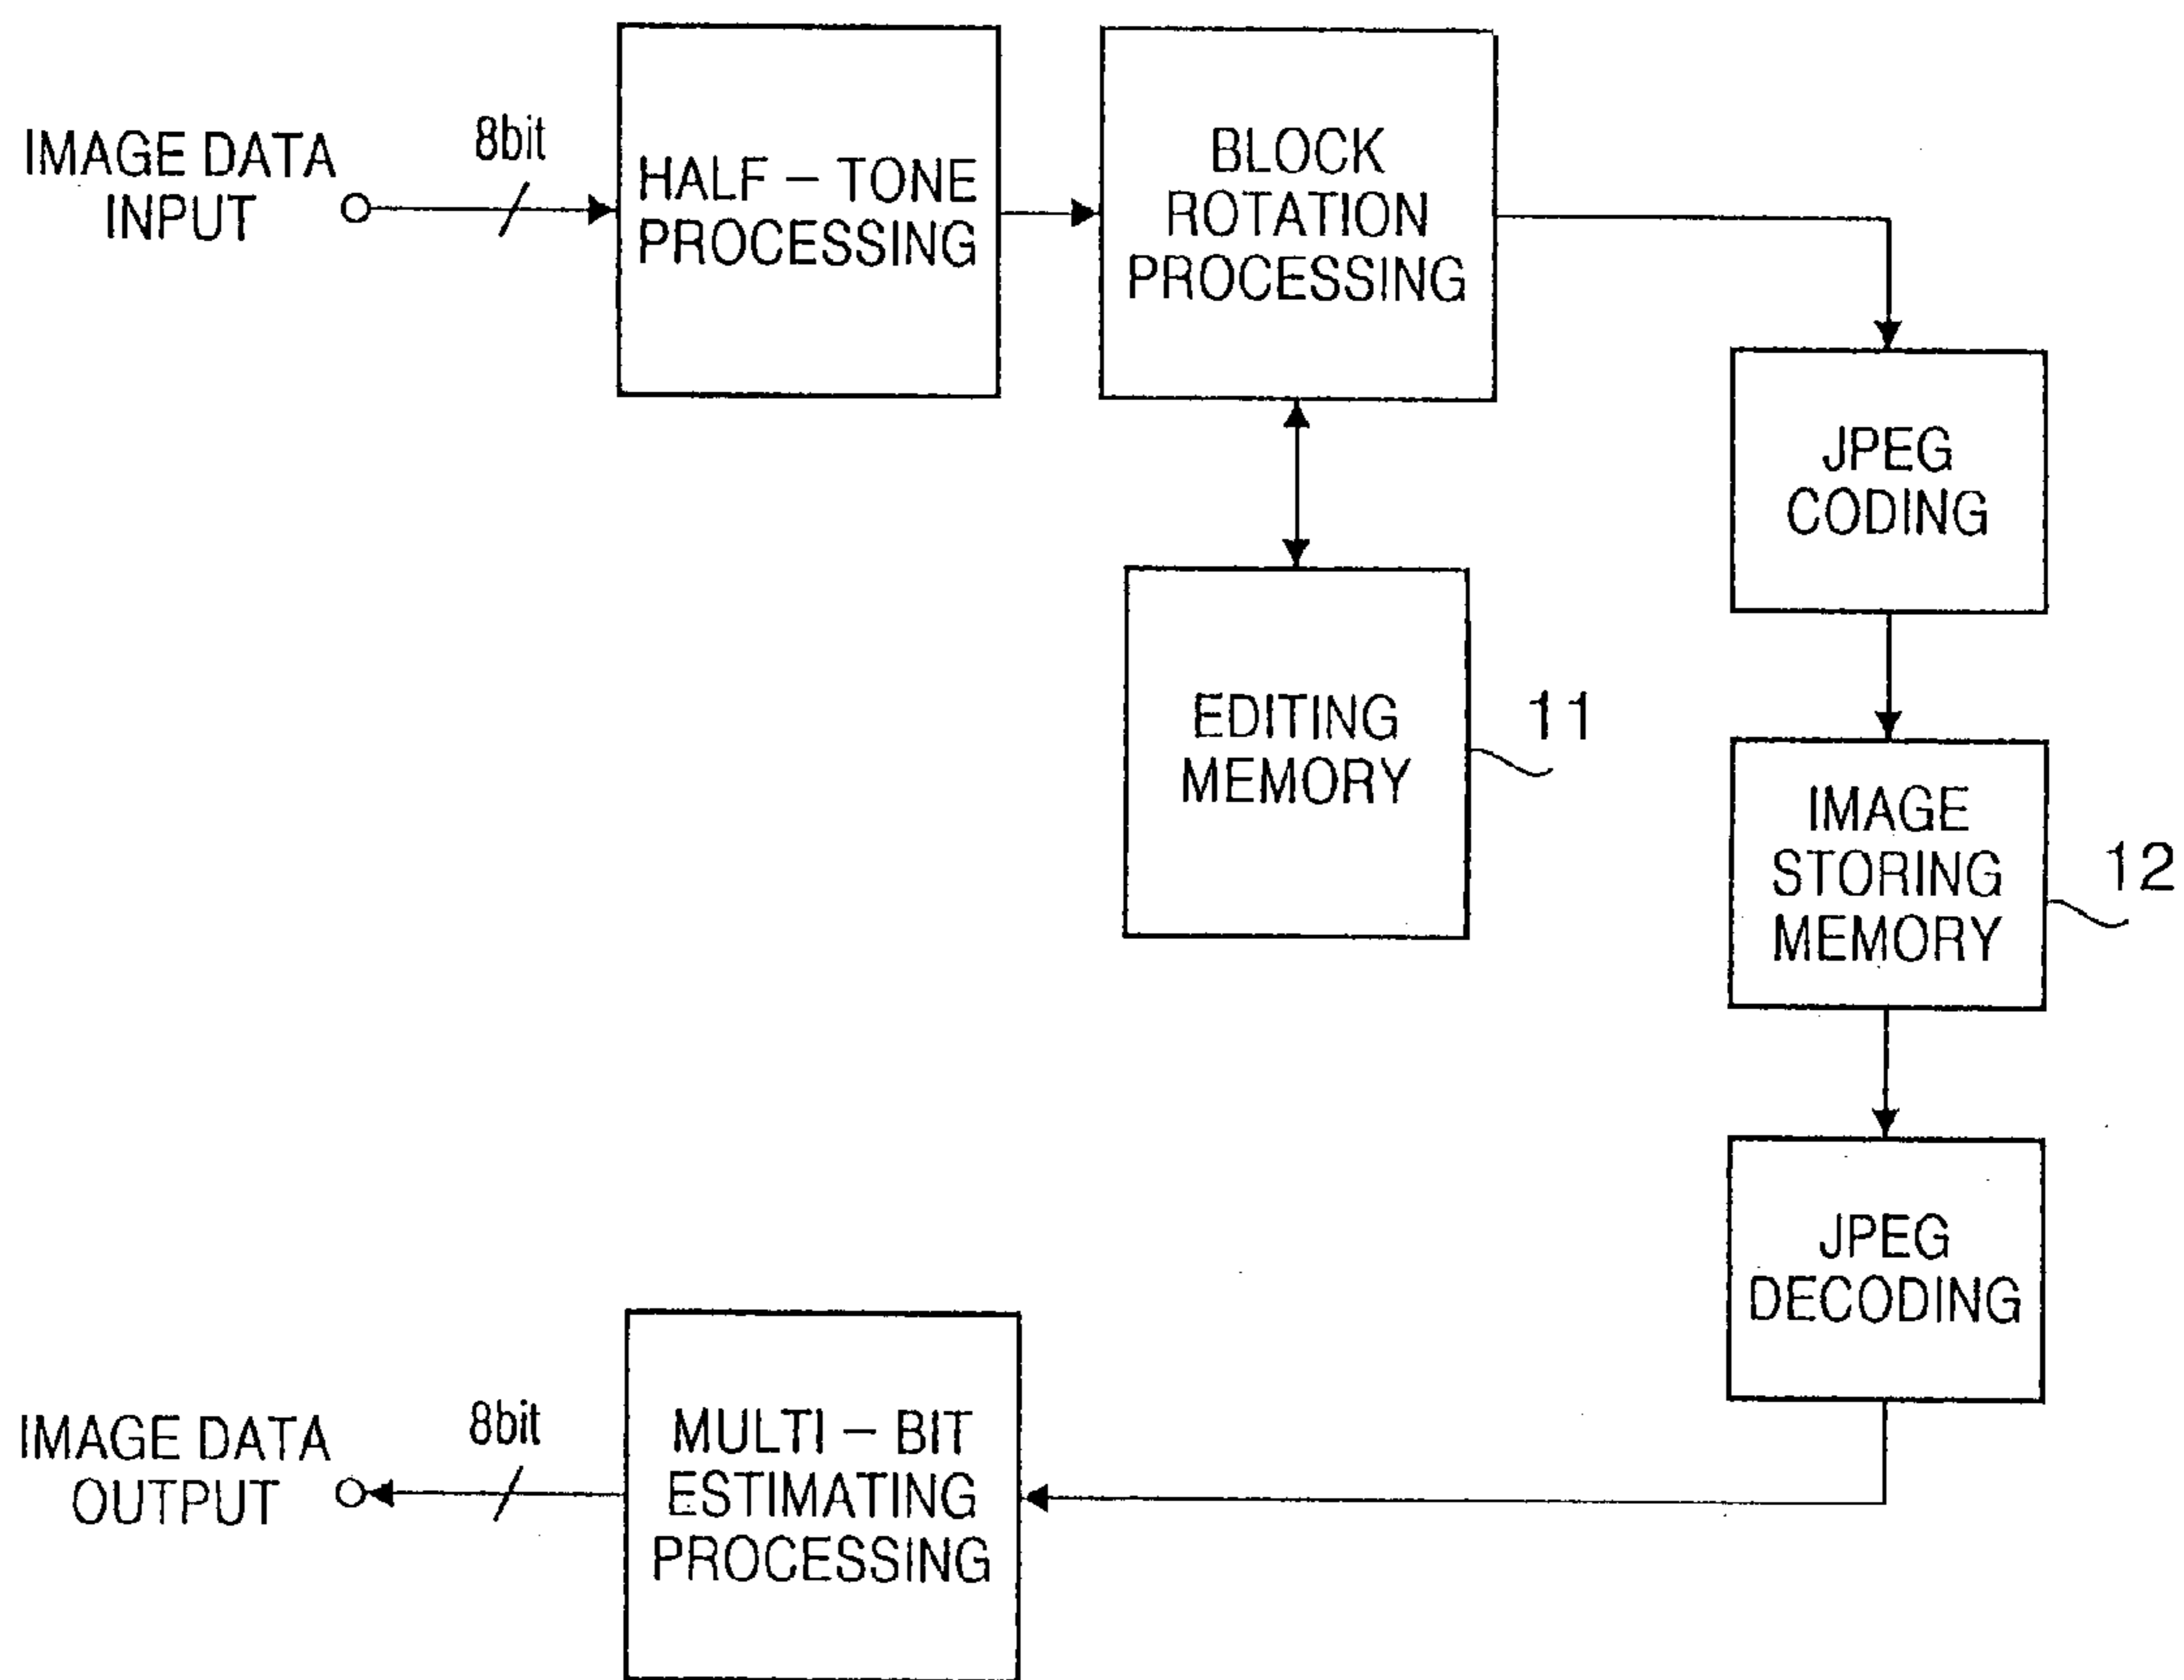 IMAGE DATA
INPUT
8bit
HALF – TONE
PROCESSING
BLOCK
ROTATION
PROCESSING
JPEG
CODING
EDITING
MEMORY
11
IMAGE
STORING
MEMORY
12
JPEG
DECODING
MULTI – BIT
ESTIMATING
PROCESSING
8bit
IMAGE DATA
OUTPUT